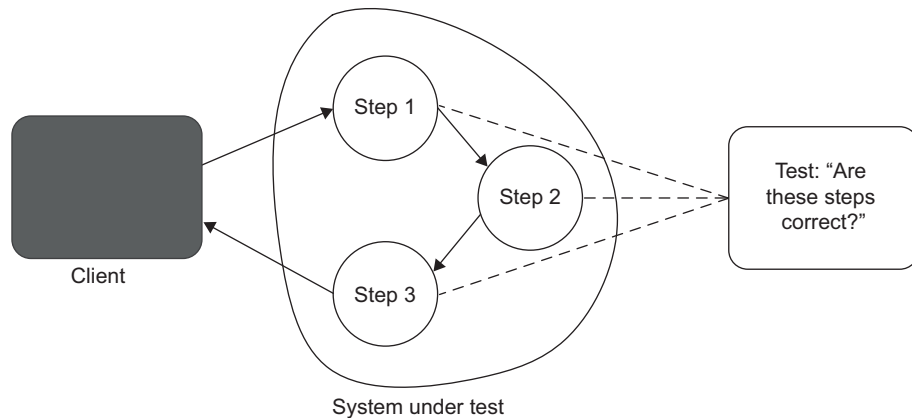 Step 1
Step 2
Step 3
Test: “Are
these steps
correct?”
Client
System under test